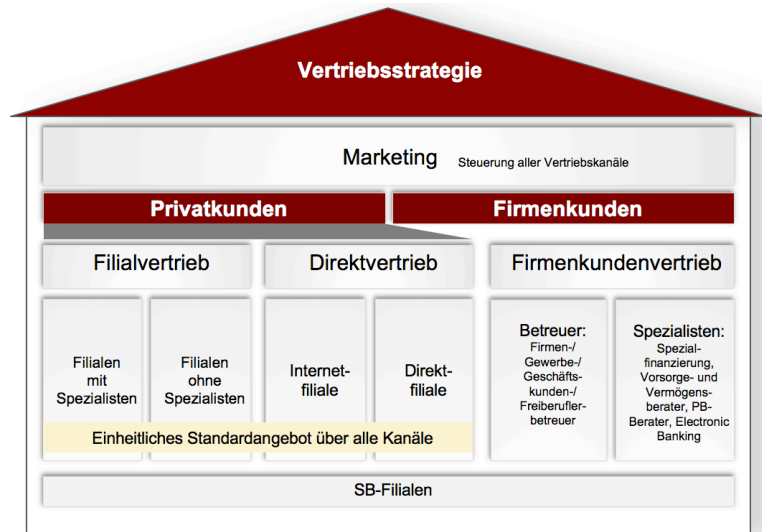 Vertriebsstrategie
Marketing Steuerung aller Vertriebskanäle
Privatkunden
Firmenkunden
Filialvertrieb
Direktvertrieb
Firmenkundenvertrieb
Filialen
mit
Spezialisten
Filialen
ohne
Spezialisten
Internet-
filiale
Direkt-
filiale
Betreuer:
Firmen-/
Gewerbe-/
Geschäfts-
kunden-/
Freiberufler-
betreuer
Spezialisten:
Spezial-
finanzierung,
Vorsorge- und
Vermögens-
berater, PB-
Berater, Electronic
Banking
Einheitliches Standardangebot über alle Kanäle
SB-Filialen